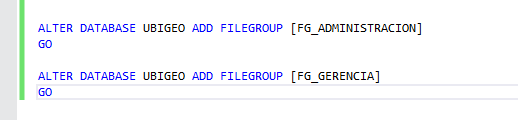 ALTER DATABASE UBIGEO ADD FILEGROUP [FG_ADMINISTRACION]
GO
ALTER DATABASE UBIGEO ADD FILEGROUP [FG_GERENCIA]
GO